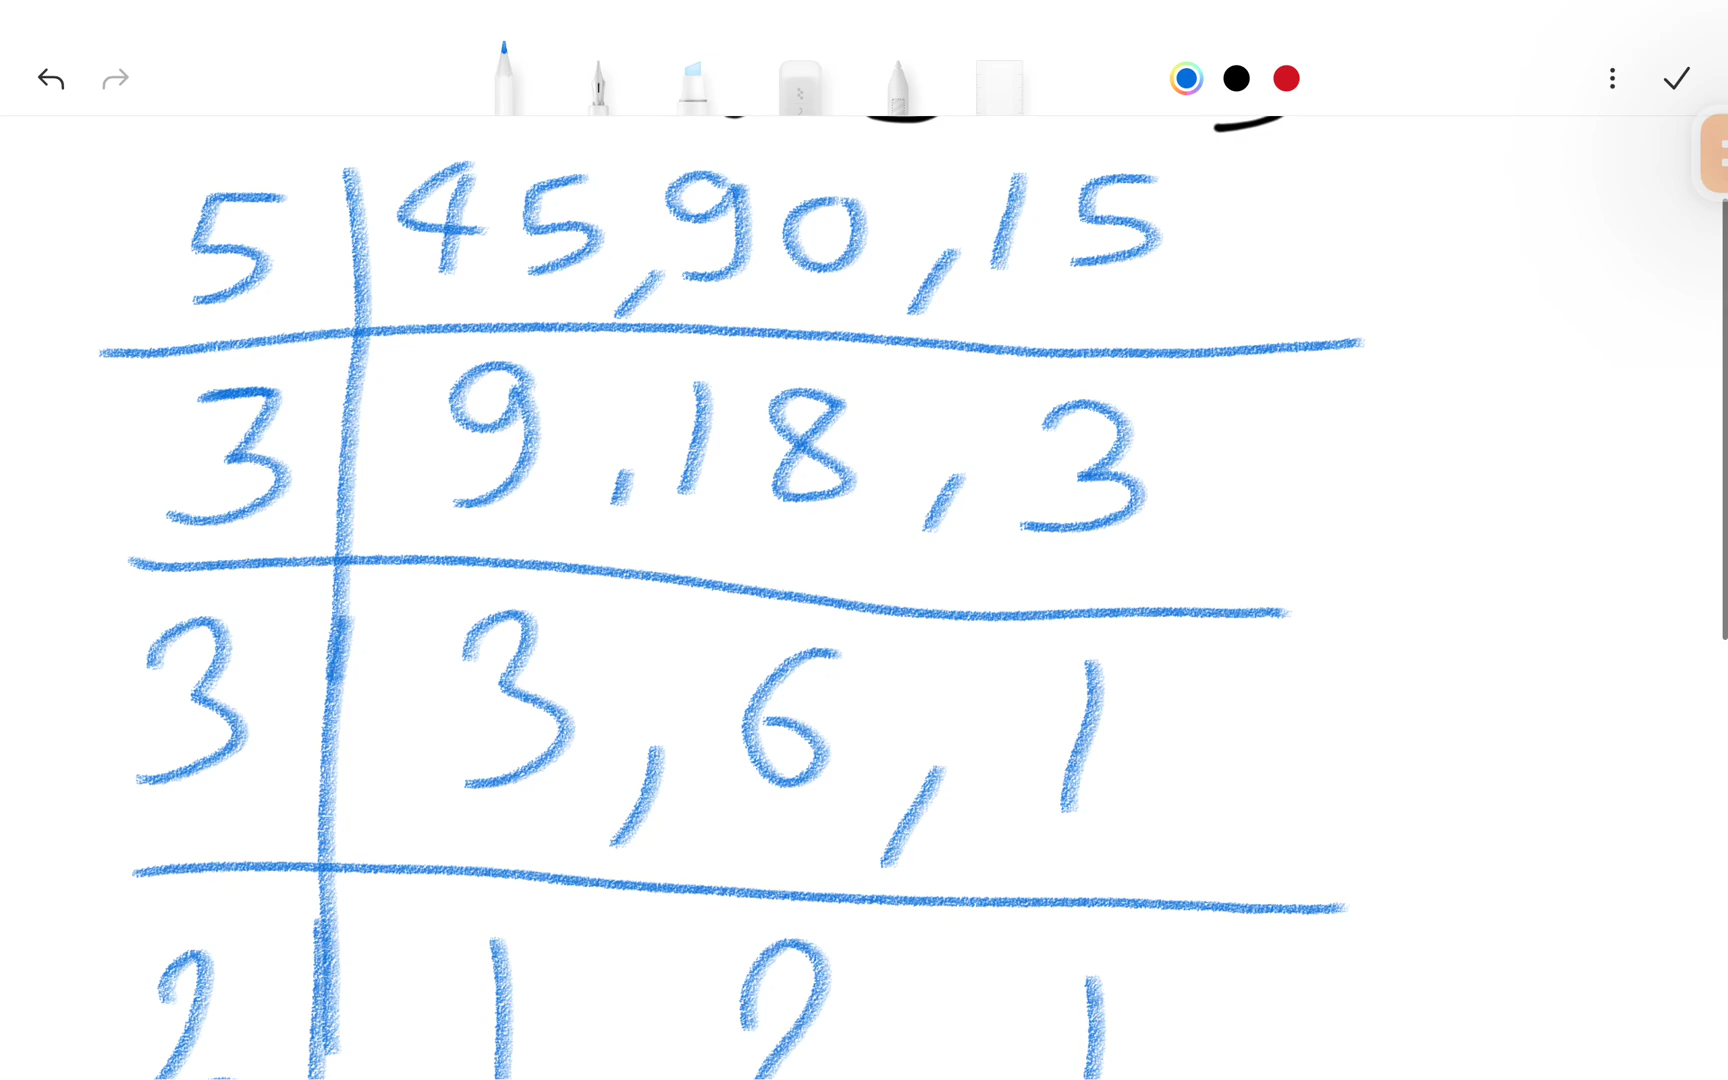 5 | 45,90,15
3 | 9,18,3
3 | 3,6,1
2 | 1 2 1